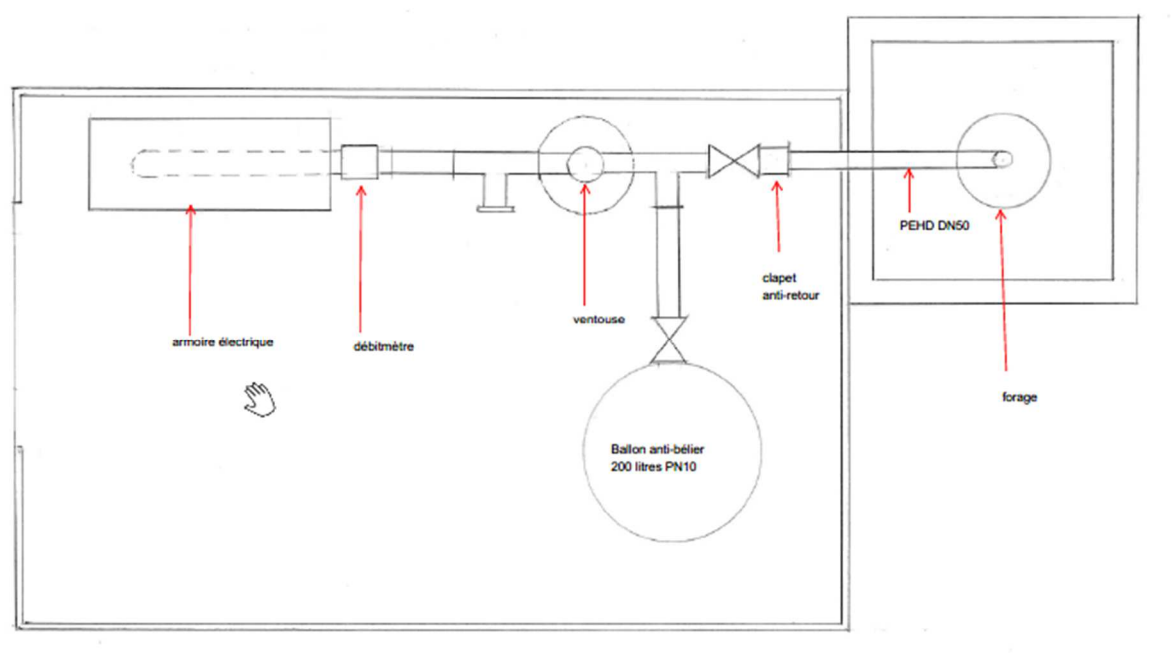 PEHD DN50
clapet
anti-retour
ventouse
armoire électrique
débitmètre
forage
Ballon anti-bélier
200 litres PN10